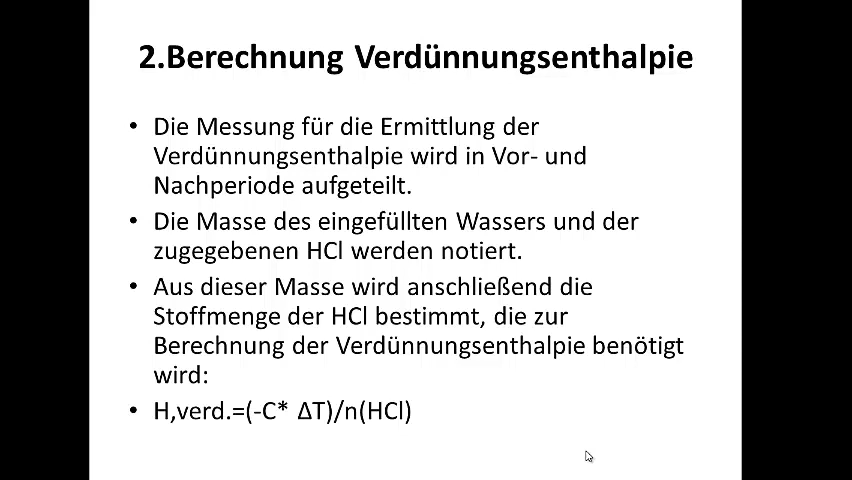 2.Berechnung Verdünnungsenthalpie
• Die Messung für die Ermittlung der
Verdünnungsenthalpie wird in Vor- und
Nachperiode aufgeteilt.
• Die Masse des eingefüllten Wassers und der
zugegebenen HCl werden notiert.
• Aus dieser Masse wird anschließend die
Stoffmenge der HCl bestimmt, die zur
Berechnung der Verdünnungsenthalpie benötigt
wird:
• H,verd.=(-C* ΔT)/n(HCl)